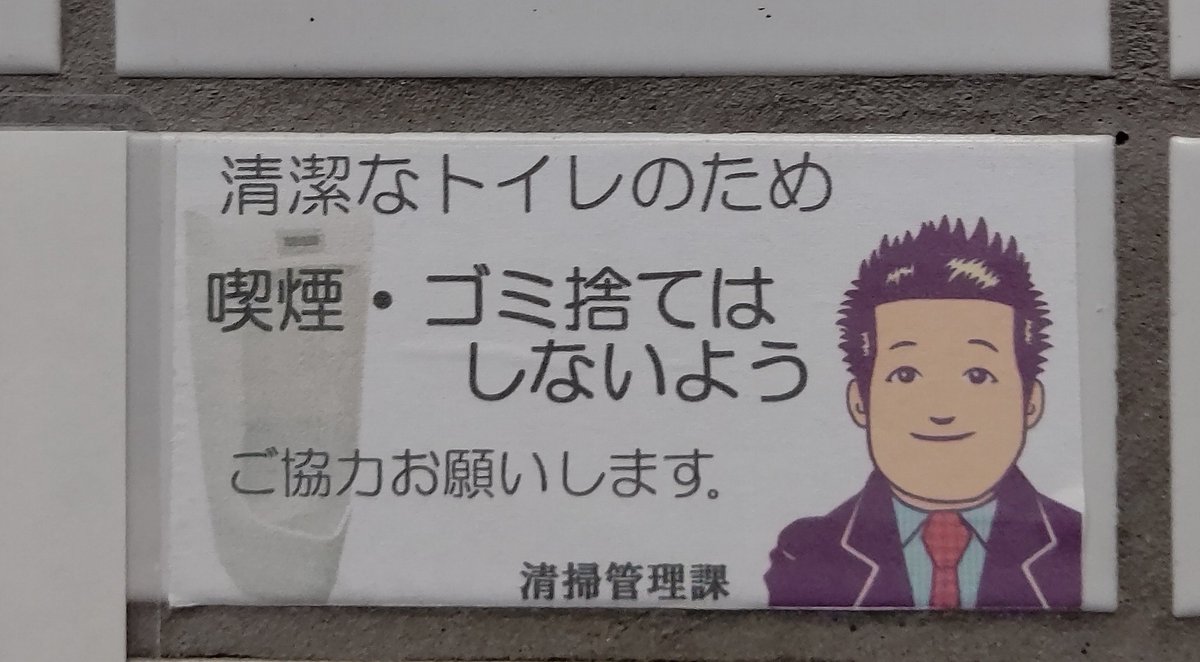 清潔なトイレのため
喫煙・ゴミ捨ては
しないよう
ご協力お願いします。
清掃管理課